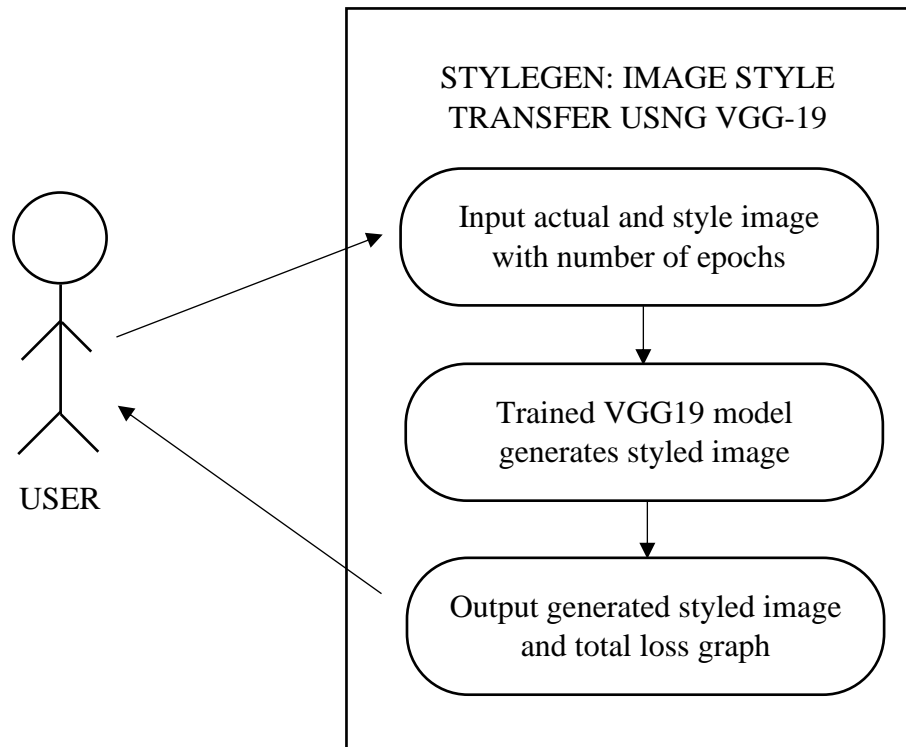 STYLEGEN: IMAGE STYLE
TRANSFER USNG VGG-19
Input actual and style image
with number of epochs
Trained VGG19 model
generates styled image
USER
Output generated styled image
and total loss graph